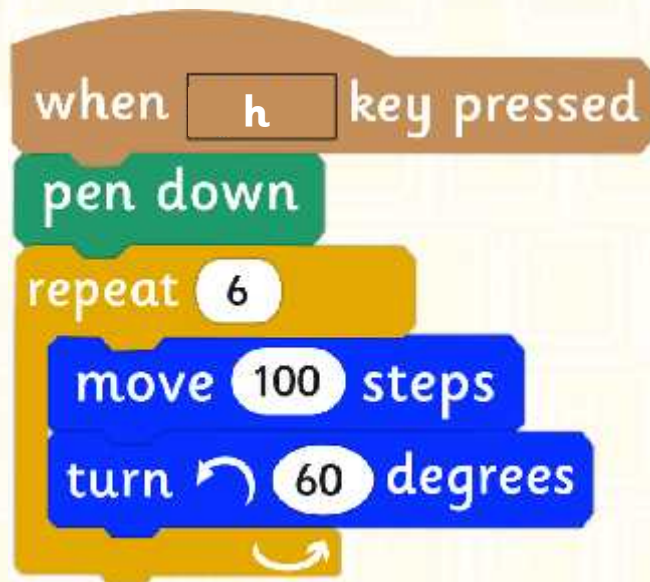 when h key pressed
pen down
repeat 6
move 100 steps
turn 60 degrees